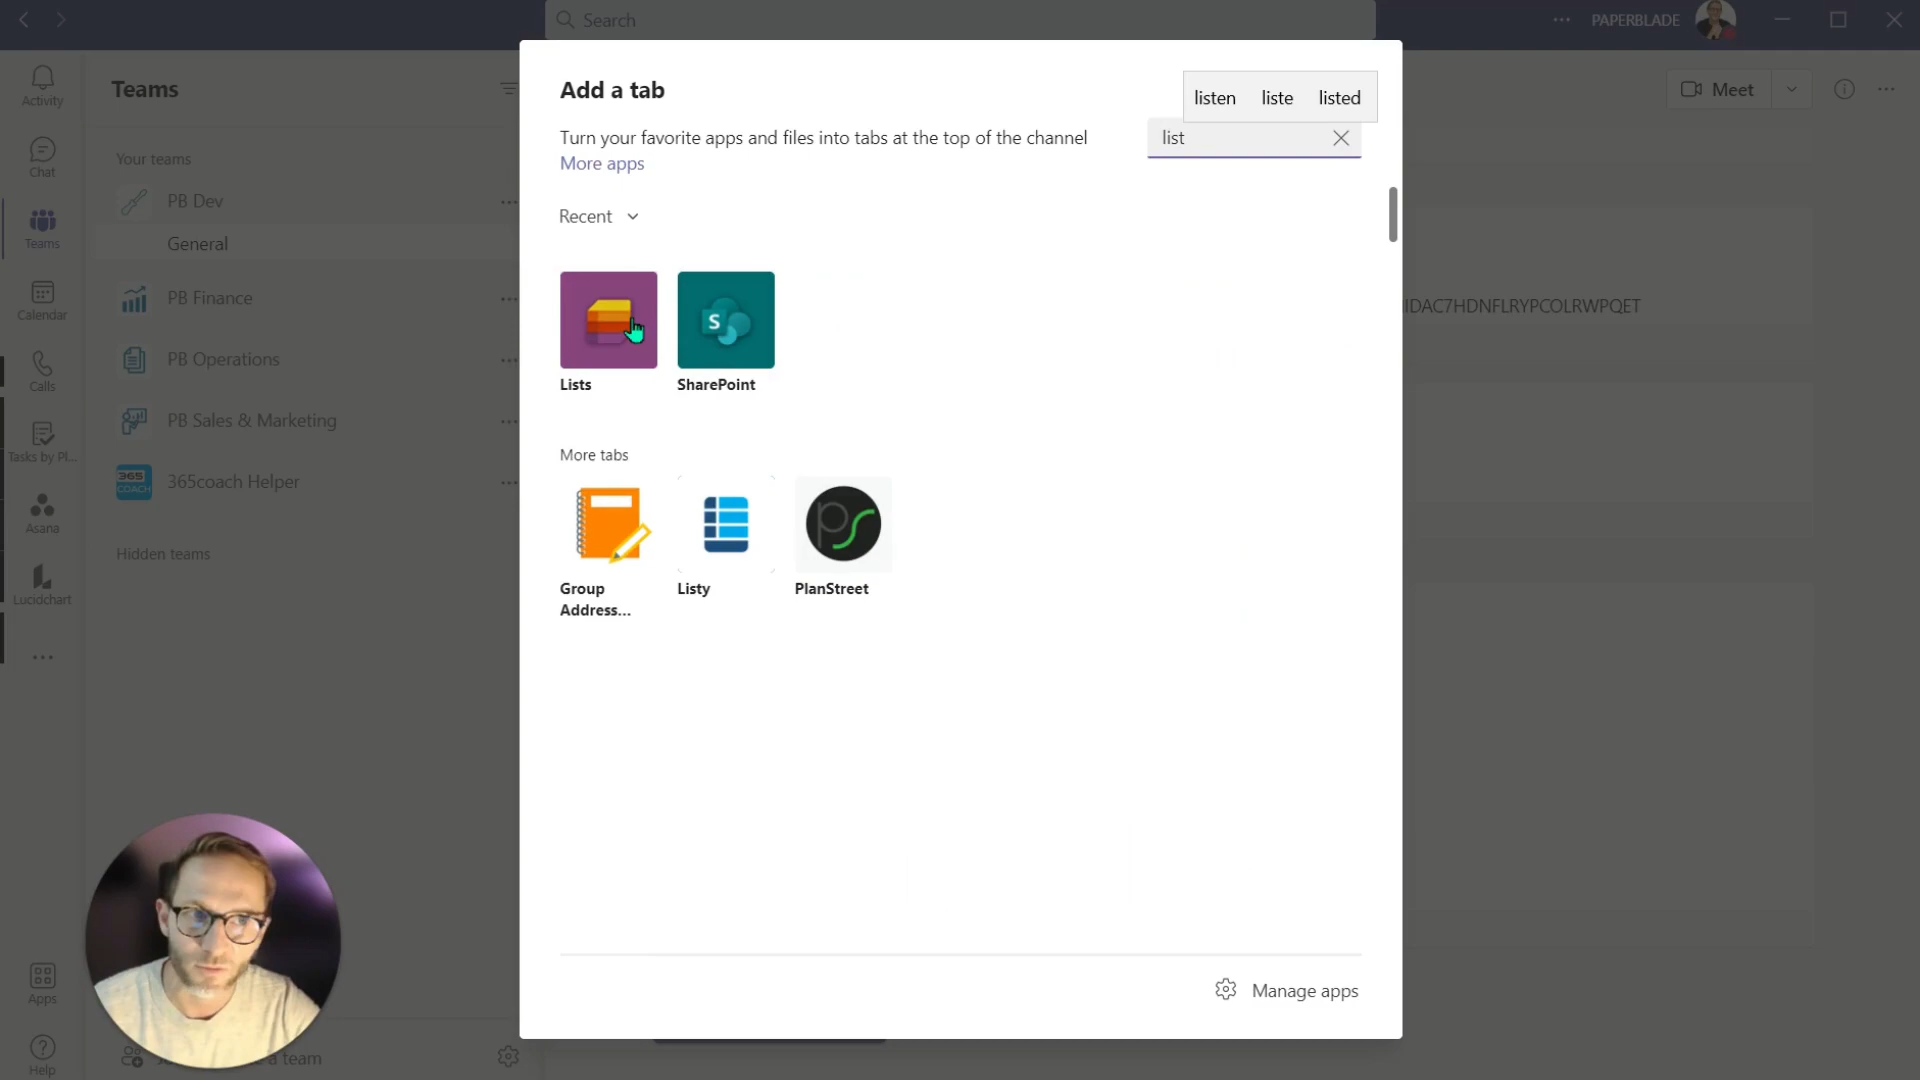 Search
PAPERBLADE
Activity
Chat
Teams
Calendar
Calls
Tasks by Pl...
Asana
Lucidchart
Apps
Help
Teams
Your teams
PB Dev
General
PB Finance
PB Operations
PB Sales & Marketing
365 COACH
365coach Helper
Hidden teams
a team
Add a tab
listen liste listed
Turn your favorite apps and files into tabs at the top of the channel
list
More apps
Recent
S
Lists
SharePoint
More tabs
ps
Group
Address...
Listy
PlanStreet
Manage apps
Meet
IDAC7HDNFLRYPCOLRWPQET